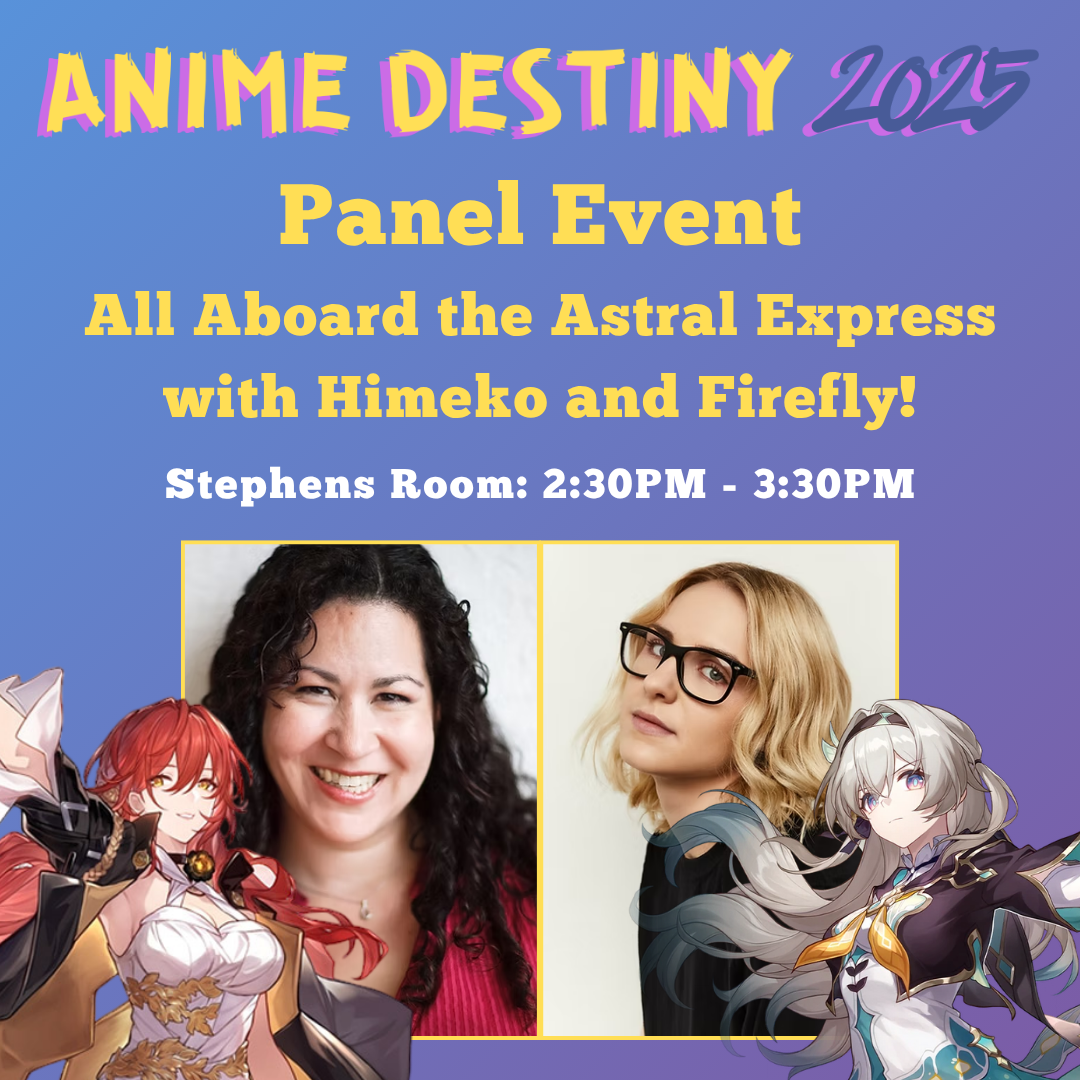 ANIME DESTINY 2025
Panel Event
All Aboard the Astral Express
with Himeko and Firefly!
Stephens Room: 2:30PM - 3:30PM